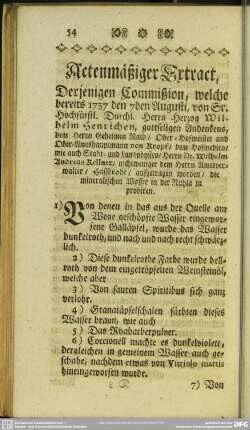 54
Actenmäßiger Extract,
Derjenigen Commißion, welche
bereits 1737 den 7den Augusti, von Sr.
Hochfürstl. Durchl. Herrn Herzog Wil-
helm Henrichen, gottseligen Andenkens,
dem Herrn Geheimen Rath, Ober-Hofmeister und
Ober-Amtshauptmann von Kropf, dem Hofmedico,
wie auch Stadt- und Landphysico, Herrn D. Wilhelm
Andreas Kellner, nichtweniger dem Herrn Amtsver-
walter, Hasserode, aufgetragen worden, die
mineralischen Wasser in der Ruhla zu
probiren.
1) Von denen in das aus der Quelle am
Wege geschöpfte Wasser eingewor-
fene Galläpfel, wurde das Wasser
dunkelroth, und nach und nach recht schwärz-
lich.
2) Diese dunkelrothe Farbe wurde hell-
roth von dem eingetröpfelten Weinsteinöl,
welche aber
3) Von sauren Spiritibus sich ganz
verlohr.
4) Granatäpfelschalen färbten dieses
Wasser braun, wie auch
5) Das Rhabarberpulver.
6) Coccionell machte es dunkelviolett,
dergleichen in gemeinem Wasser auch ge-
schahe, nachdem etwas von Vitriolo martis
hineingeworfen wurde.
7) Von